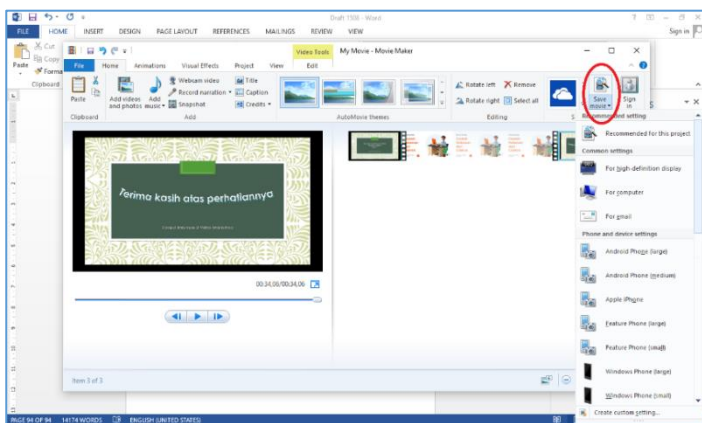 Draft 1506 - Word
FILE HOME INSERT DESIGN PAGE LAYOUT REFERENCES MAILINGS REVIEW VIEW Sign in
Paste
Cut
Copy
Forma
Clipboard
Video Tools My Movie - Movie Maker
File Home Animations Visual Effects Project View Edit
Paste
Add videos and photos
Add music
Webcam video
Record narration
Snapshot
Title
Caption
Credits
Rotate left
Rotate right
Remove
Select all
Save movie
Sign in
Clipboard Add AutoMovie themes Editing
Terima kasih atas perhatiannya
00:34,06/00:34,06
Item 3 of 3
Recommended setting
Recommended for this project
Common settings
For high-definition display
For computer
For email
Phone and device settings
Android Phone (large)
Android Phone (medium)
Apple iPhone
Feature Phone (large)
Feature Phone (small)
Windows Phone (large)
Windows Phone (small)
Create custom setting...
PAGE 94 OF 94 14174 WORDS ENGLISH (UNITED STATES)